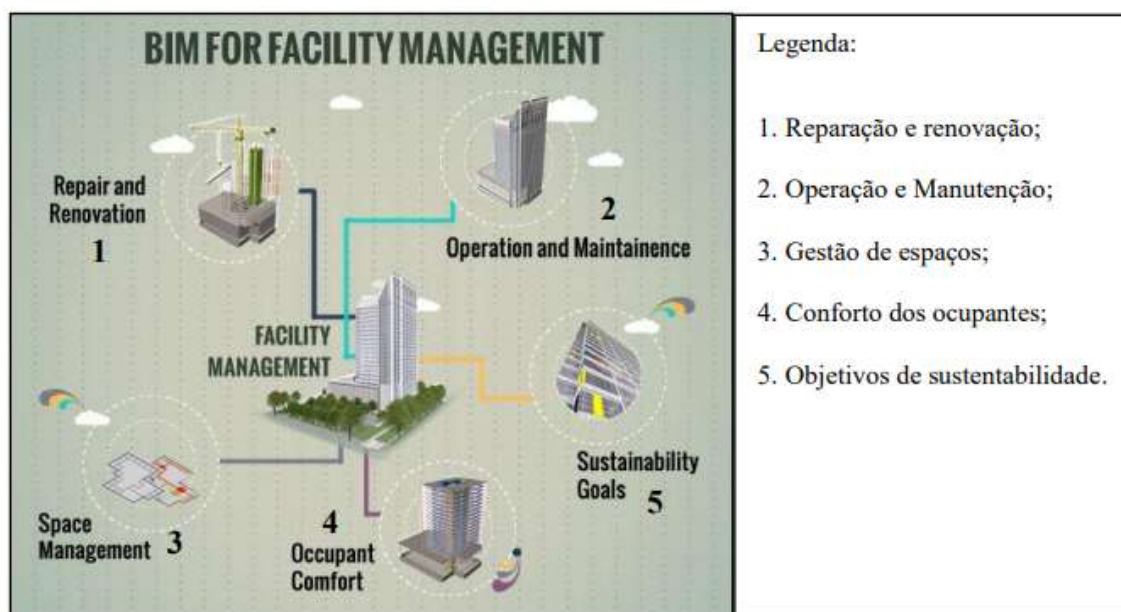 BIM FOR FACILITY MANAGEMENT
Repair and
Renovation
1
2
Operation and Maintainence
FACILITY
MANAGEMENT
Space
Management
3
4
Occupant
Comfort
Sustainability
Goals
5
Legenda:
1. Reparação e renovação;
2. Operação e Manutenção;
3. Gestão de espaços;
4. Conforto dos ocupantes;
5. Objetivos de sustentabilidade.